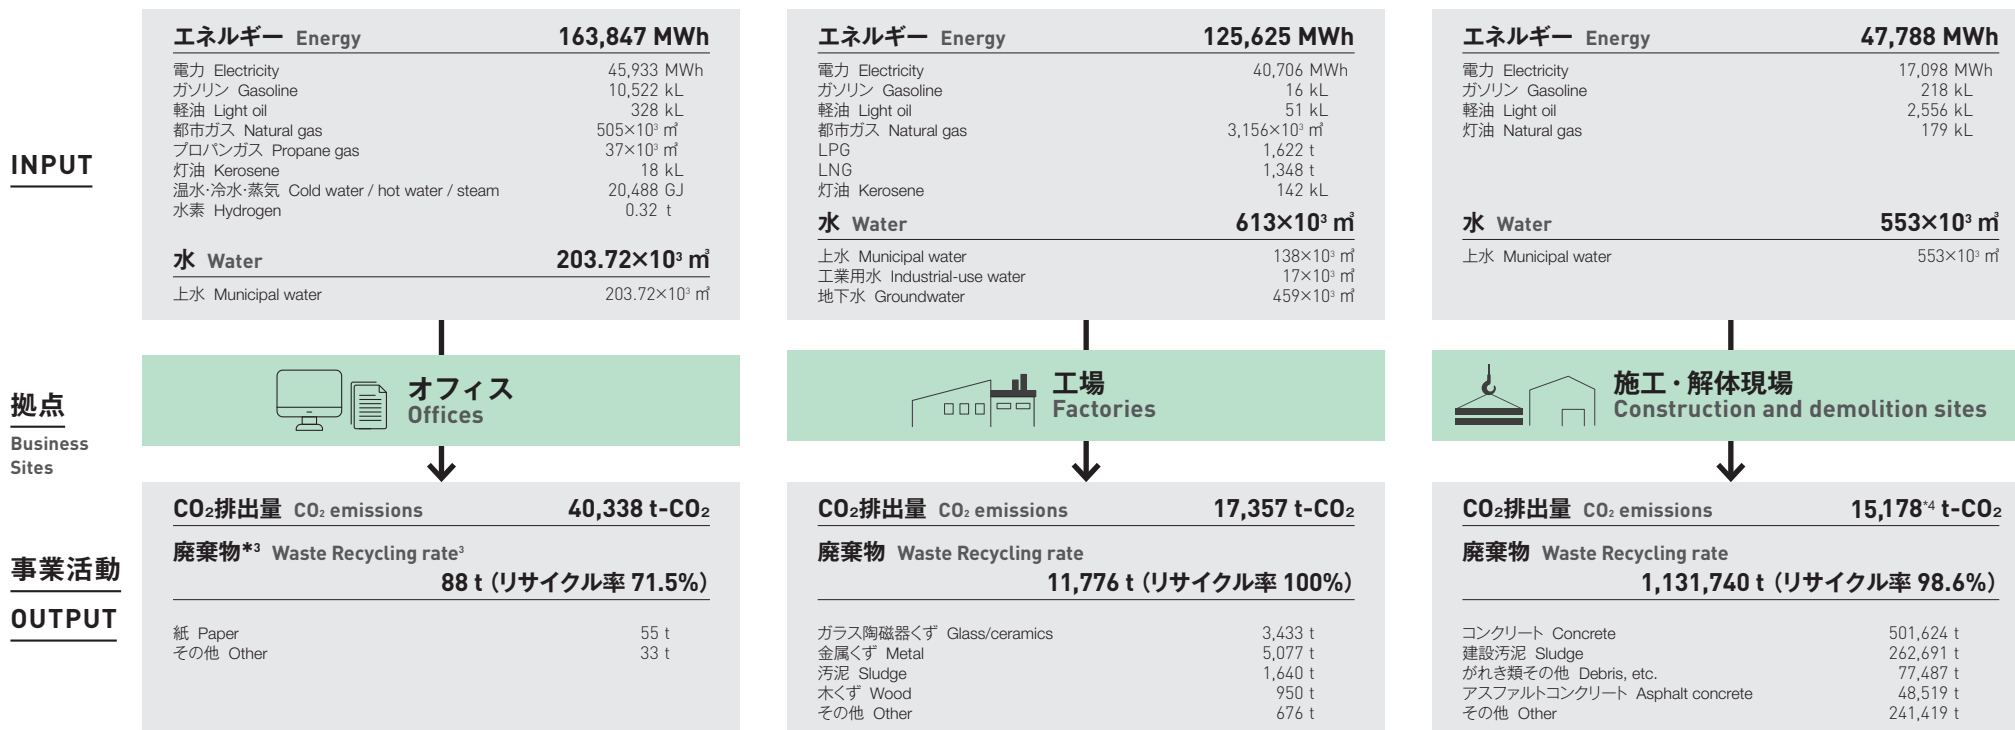 INPUT
エネルギー Energy 163,847 MWh
電力 Electricity 45,933 MWh
ガソリン Gasoline 10,522 kL
軽油 Light oil 328 kL
都市ガス Natural gas 505×10³ ㎥
プロパンガス Propane gas 37×10³ ㎥
灯油 Kerosene 18 kL
温水・冷水・蒸気 Cold water / hot water / steam 20,488 GJ
水素 Hydrogen 0.32 t
水 Water 203.72×10³ ㎥
上水 Municipal water 203.72×10³ ㎥
エネルギー Energy 125,625 MWh
電力 Electricity 40,706 MWh
ガソリン Gasoline 16 kL
軽油 Light oil 51 kL
都市ガス Natural gas 3,156×10³ ㎥
LPG 1,622 t
LNG 1,348 t
灯油 Kerosene 142 kL
水 Water 613×10³ ㎥
上水 Municipal water 138×10³ ㎥
工業用水 Industrial-use water 17×10³ ㎥
地下水 Groundwater 459×10³ ㎥
エネルギー Energy 47,788 MWh
電力 Electricity 17,098 MWh
ガソリン Gasoline 218 kL
軽油 Light oil 2,556 kL
灯油 Natural gas 179 kL
水 Water 553×10³ ㎥
上水 Municipal water 553×10³ ㎥
拠点
Business
Sites
オフィス
Offices
工場
Factories
施工・解体現場
Construction and demolition sites
事業活動
OUTPUT
CO₂排出量 CO₂ emissions 40,338 t-CO₂
廃棄物*³ Waste Recycling rate³
88 t (リサイクル率 71.5%)
紙 Paper 55 t
その他 Other 33 t
CO₂排出量 CO₂ emissions 17,357 t-CO₂
廃棄物 Waste Recycling rate
11,776 t (リサイクル率 100%)
ガラス陶磁器くず Glass/ceramics 3,433 t
金属くず Metal 5,077 t
汚泥 Sludge 1,640 t
木くず Wood 950 t
その他 Other 676 t
CO₂排出量 CO₂ emissions 15,178*⁴ t-CO₂
廃棄物 Waste Recycling rate
1,131,740 t (リサイクル率 98.6%)
コンクリート Concrete 501,624 t
建設汚泥 Sludge 262,691 t
がれき類その他 Debris, etc. 77,487 t
アスファルトコンクリート Asphalt concrete 48,519 t
その他 Other 241,419 t